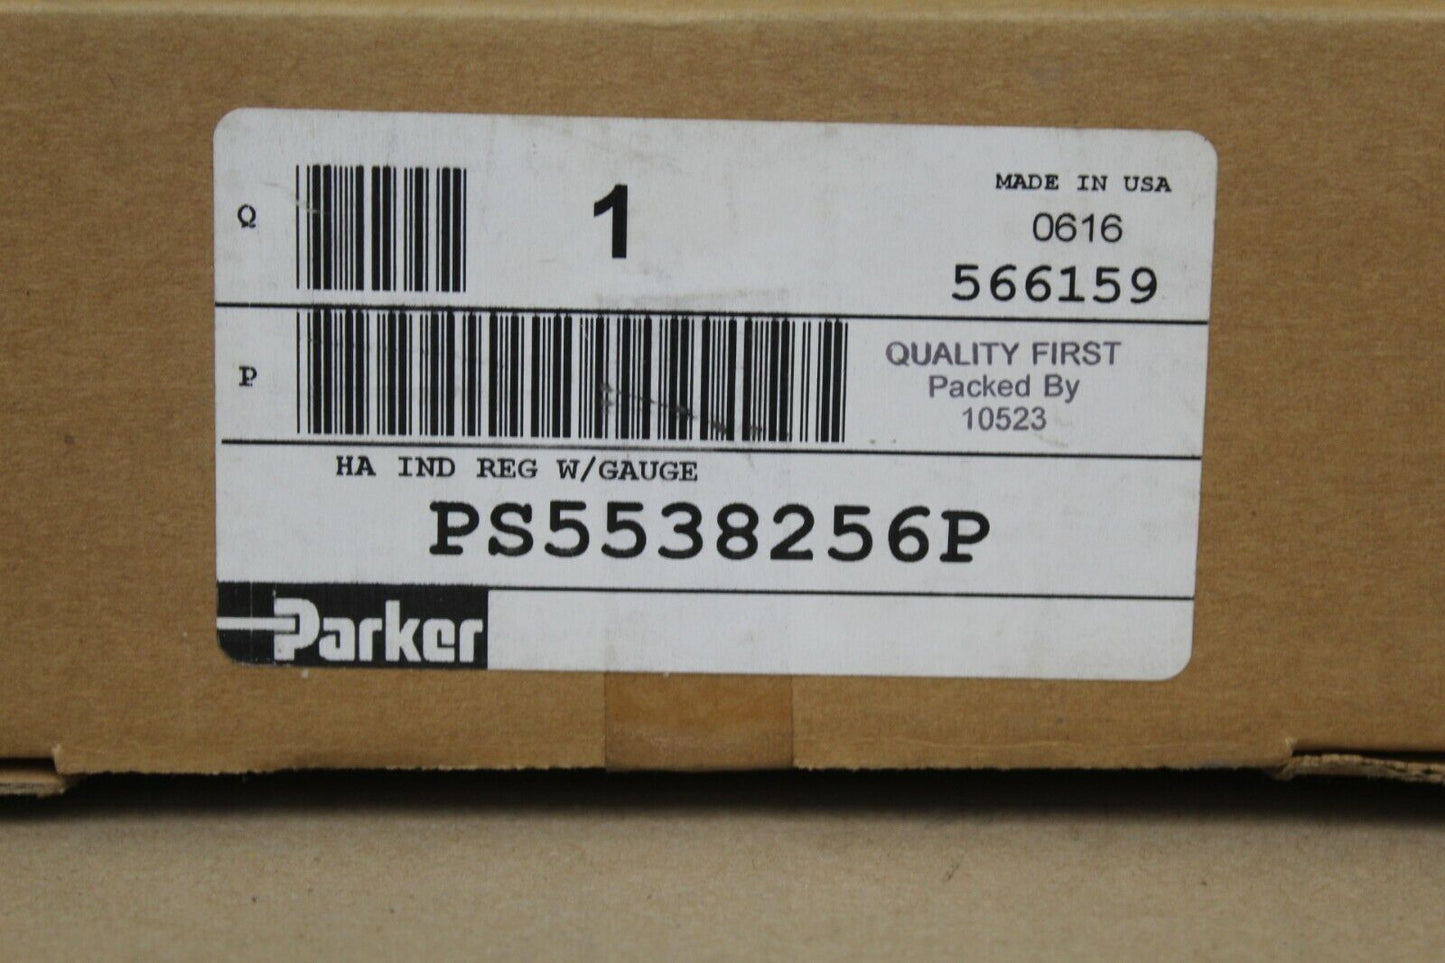 Q
1
MADE IN USA
0616
566159
P
QUALITY FIRST
Packed By
10523
HA IND REG W/GAUGE
PS5538256P
Parker